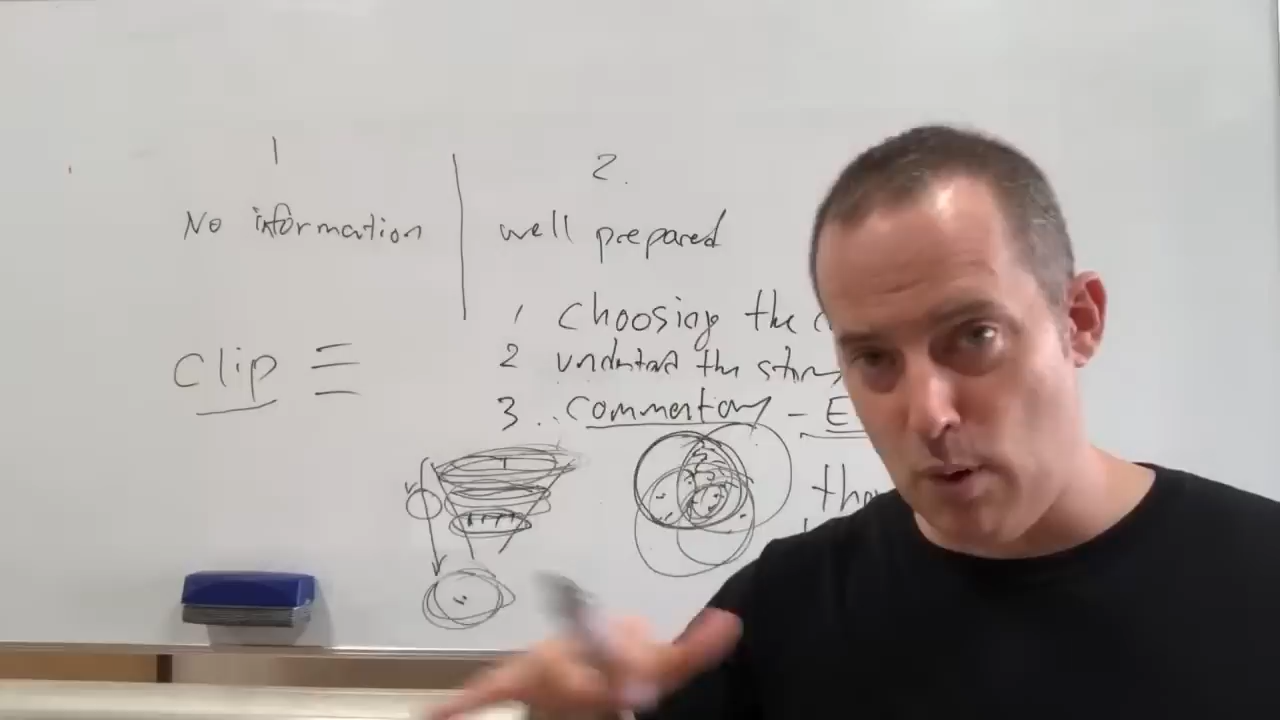 1
No information
Clip
2.
well prepared
1 choosing the
2 understand the story
3. Commentary - E